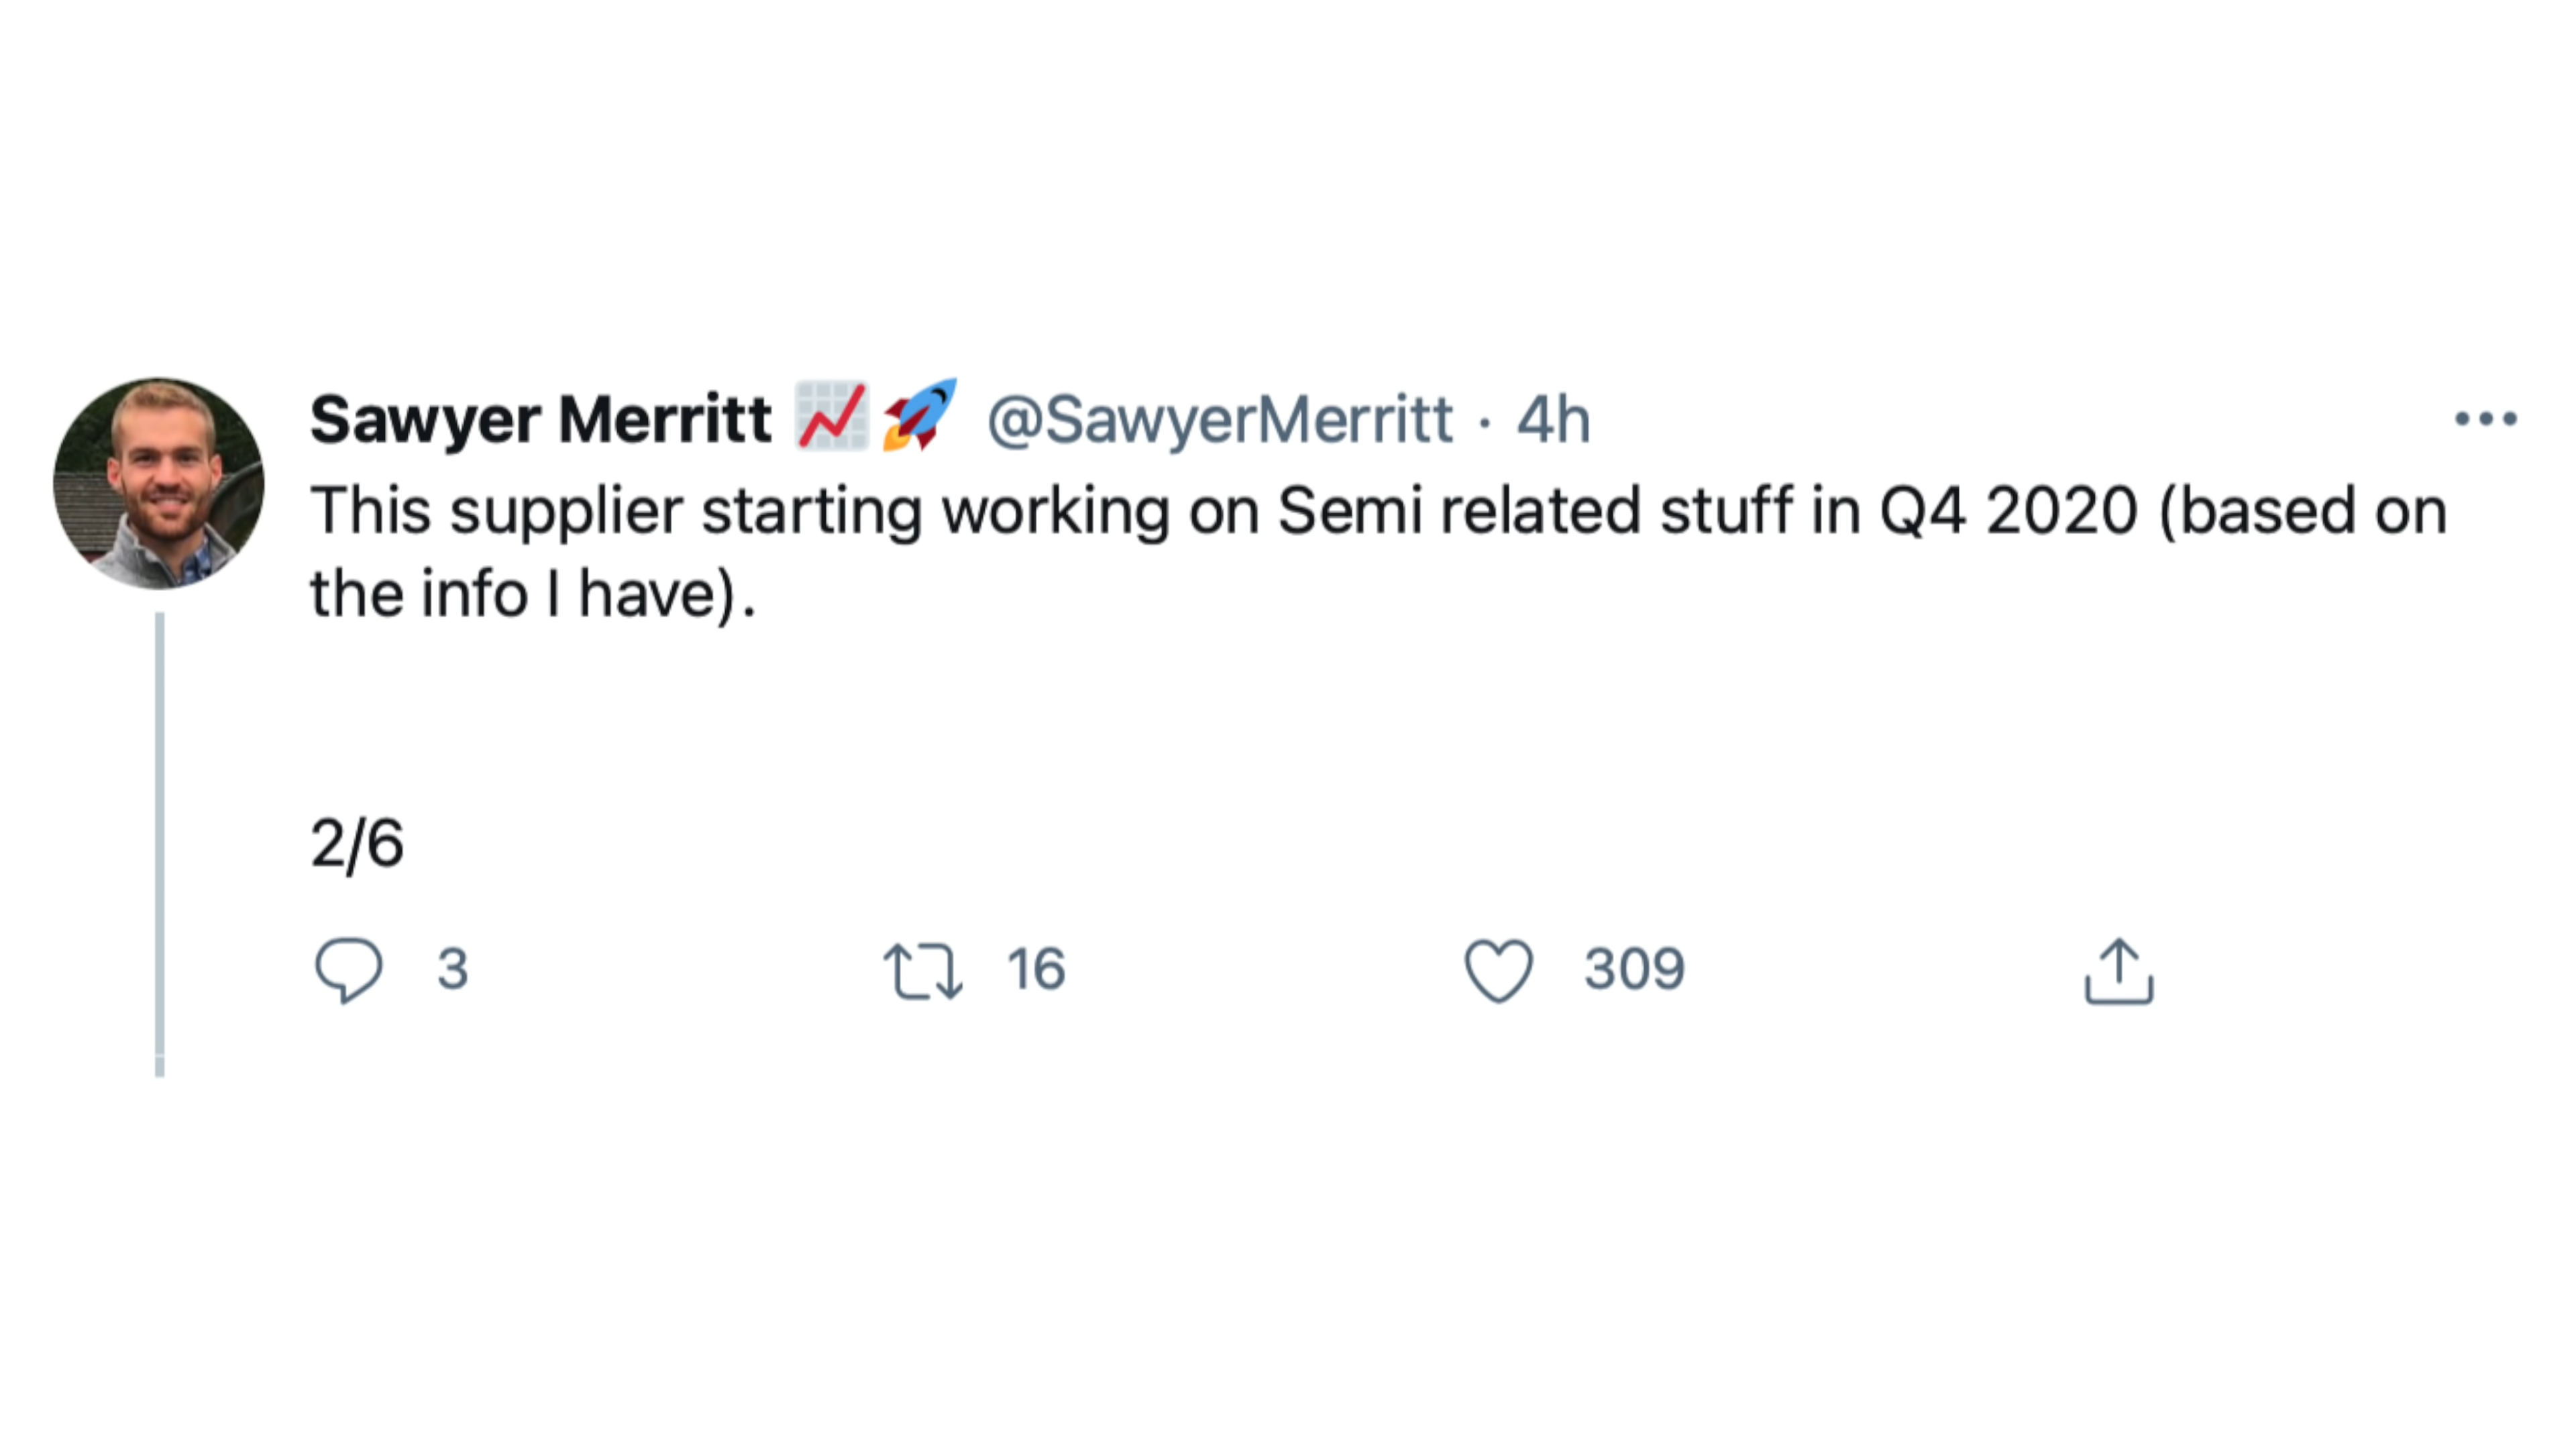 Sawyer Merritt 📈🚀 @SawyerMerritt · 4h
This supplier starting working on Semi related stuff in Q4 2020 (based on
the info I have).
2/6
3 16 309